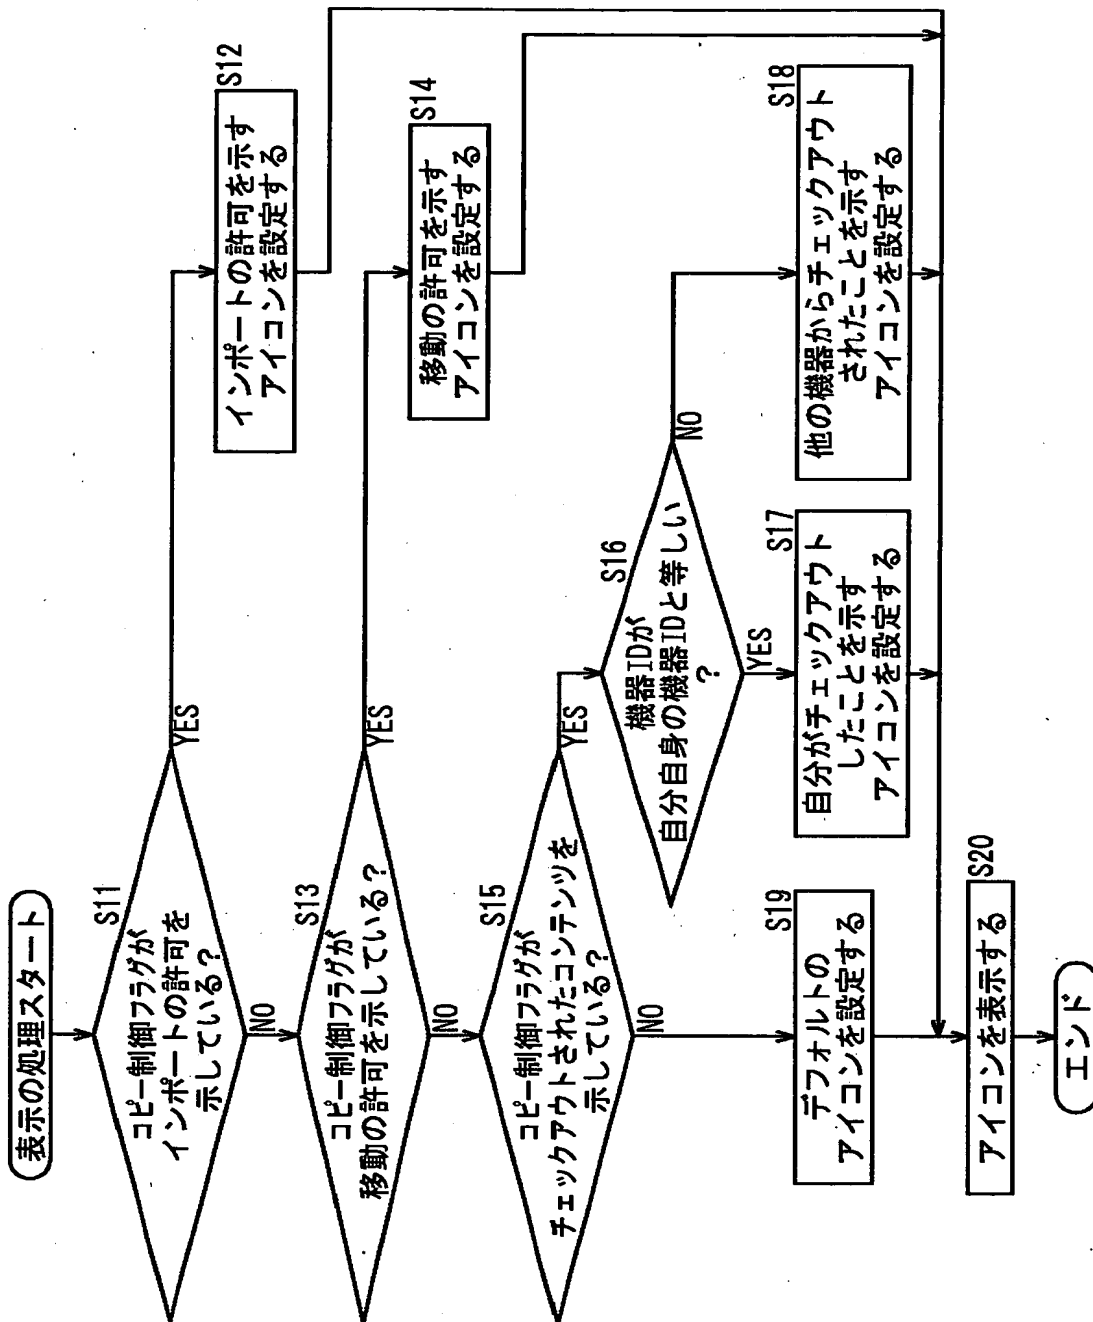 表示の処理スタート
S11
コピー制御フラグが
インポートの許可を
示している？
YES
NO
S12
インポートの許可を示す
アイコンを設定する
S13
コピー制御フラグが
移動の許可を示している？
YES
NO
S14
移動の許可を示す
アイコンを設定する
S15
コピー制御フラグが
チェックアウトされたコンテンツを
示している？
YES
NO
S16
機器IDが
自分自身の機器IDと等しい
？
NO
YES
S17
自分がチェックアウト
したことを示す
アイコンを設定する
S18
他の機器からチェックアウト
されたことを示す
アイコンを設定する
S19
デフォルトの
アイコンを設定する
S20
アイコンを表示する
エンド